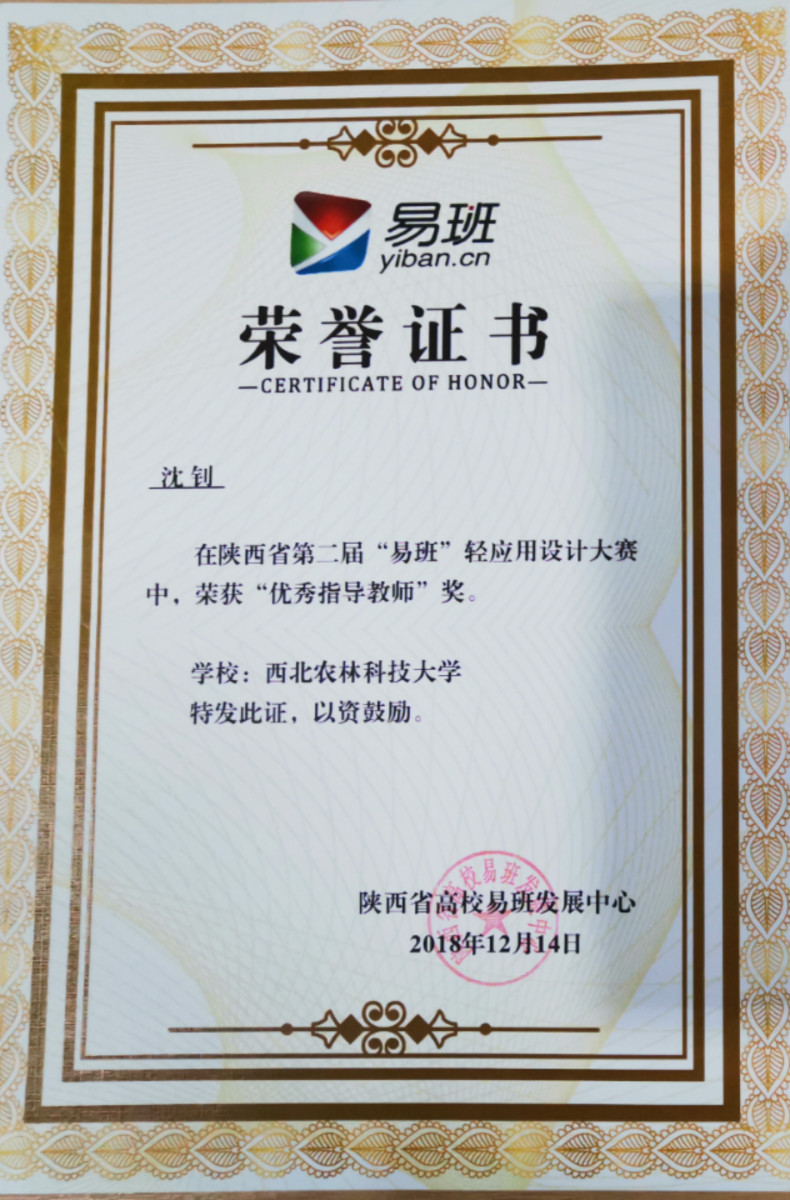 易班
yiban.cn
荣誉证书
—CERTIFICATE OF HONOR—
沈钊
在陕西省第二届“易班”轻应用设计大赛
中，荣获“优秀指导教师”奖。
学校：西北农林科技大学
特发此证，以资鼓励。
陕西省高校易班发展中心
2018年12月14日